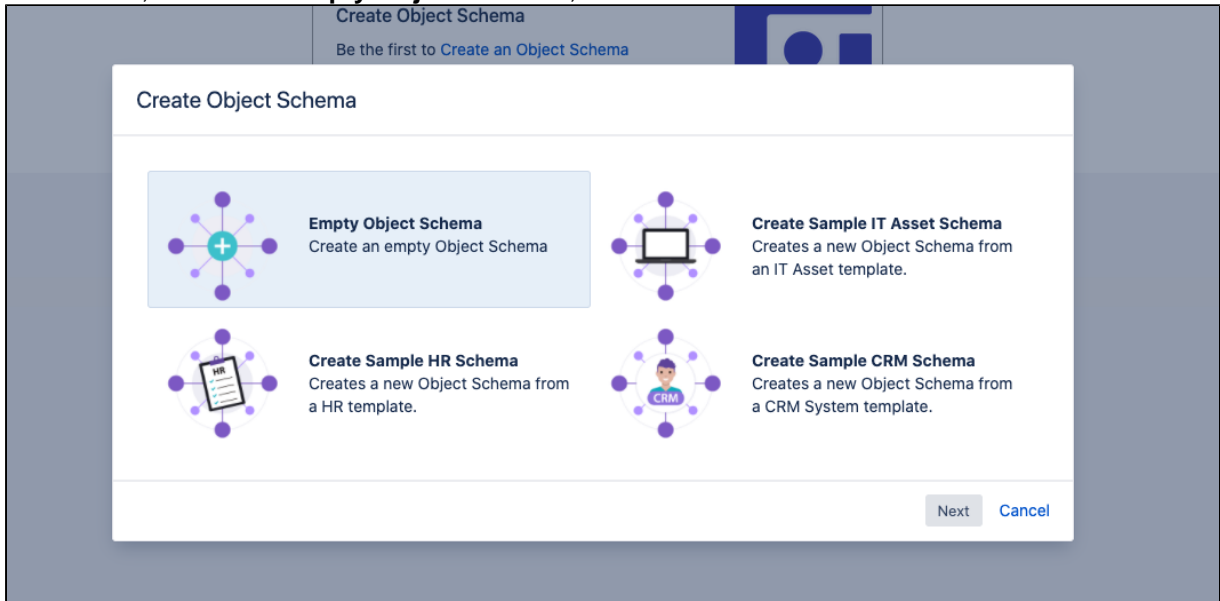 Create Object Schema
Be the first to Create an Object Schema
Create Object Schema
Empty Object Schema
Create an empty Object Schema
Create Sample IT Asset Schema
Creates a new Object Schema from
an IT Asset template.
HR
Create Sample HR Schema
Creates a new Object Schema from
a HR template.
CRM
Create Sample CRM Schema
Creates a new Object Schema from
a CRM System template.
Next Cancel